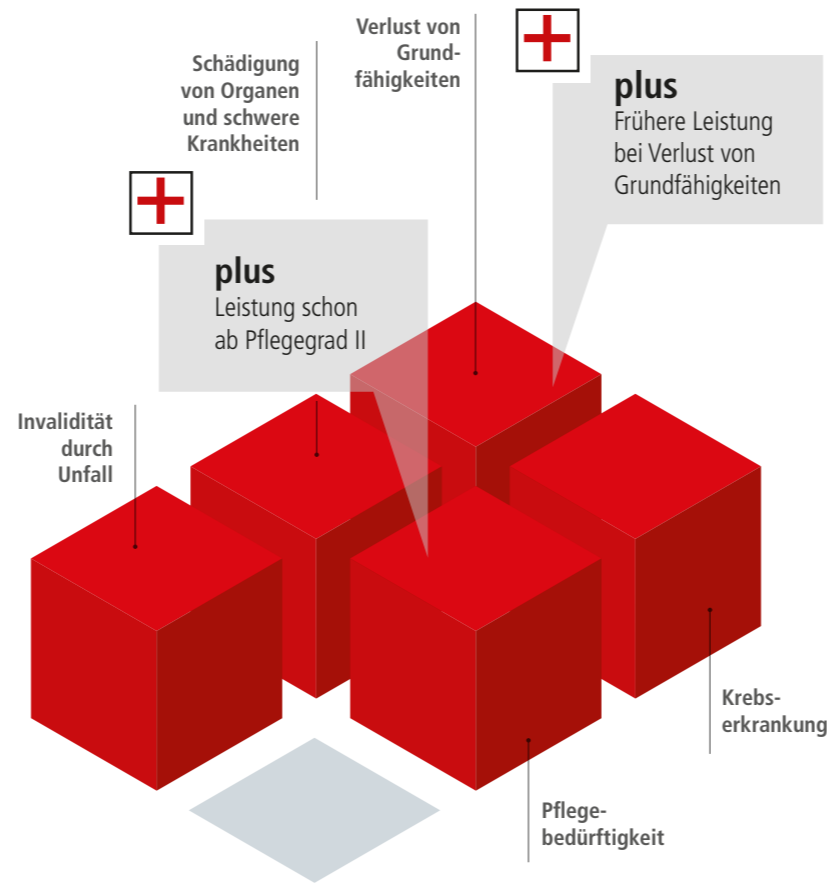 Verlust von
Grund-
fähigkeiten
Schädigung
von Organen
und schwere
Krankheiten
plus
Frühere Leistung
bei Verlust von
Grundfähigkeiten
plus
Leistung schon
ab Pflegegrad II
Invalidität
durch
Unfall
Krebs-
erkrankung
Pflege-
bedürftigkeit